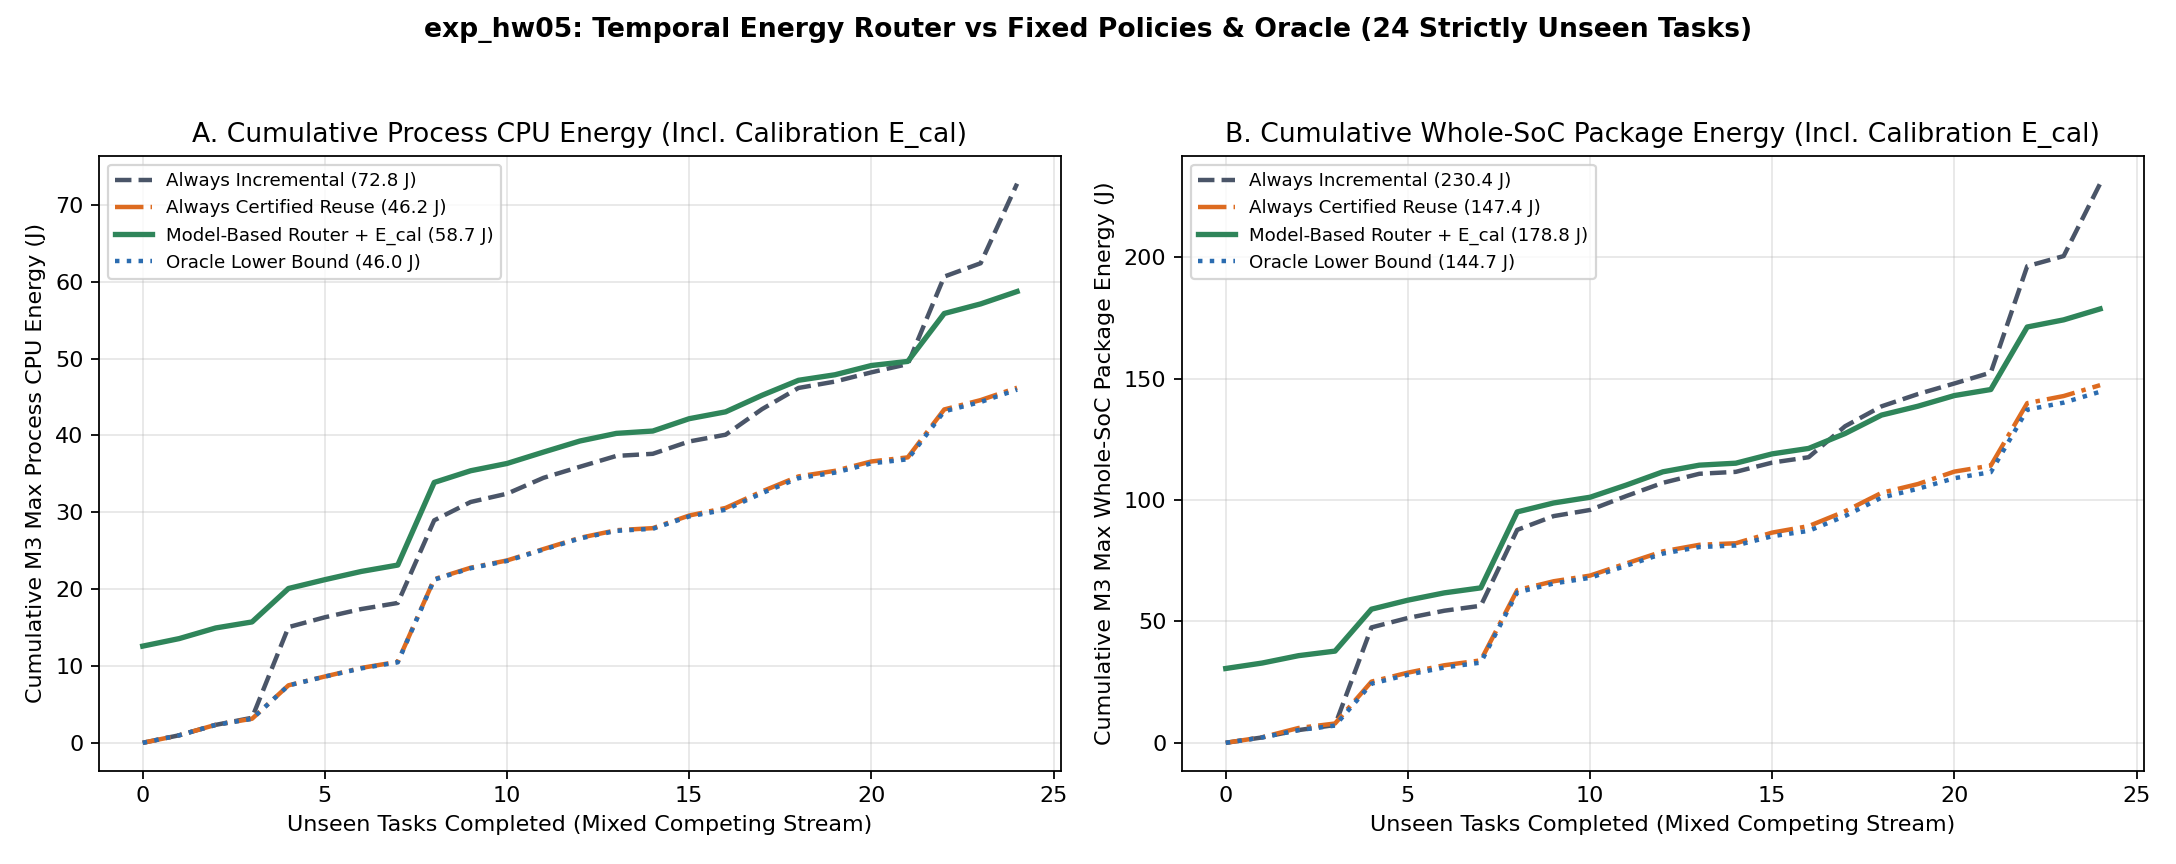 exp_hw05: Temporal Energy Router vs Fixed Policies & Oracle (24 Strictly Unseen Tasks)
A. Cumulative Process CPU Energy (Incl. Calibration E_cal)
Cumulative M3 Max Process CPU Energy (J)
70
60
50
40
30
20
10
0
Always Incremental (72.8 J)
Always Certified Reuse (46.2 J)
Model-Based Router + E_cal (58.7 J)
Oracle Lower Bound (46.0 J)
0 5 10 15 20 25
Unseen Tasks Completed (Mixed Competing Stream)
B. Cumulative Whole-SoC Package Energy (Incl. Calibration E_cal)
Cumulative M3 Max Whole-SoC Package Energy (J)
200
150
100
50
0
Always Incremental (230.4 J)
Always Certified Reuse (147.4 J)
Model-Based Router + E_cal (178.8 J)
Oracle Lower Bound (144.7 J)
0 5 10 15 20 25
Unseen Tasks Completed (Mixed Competing Stream)